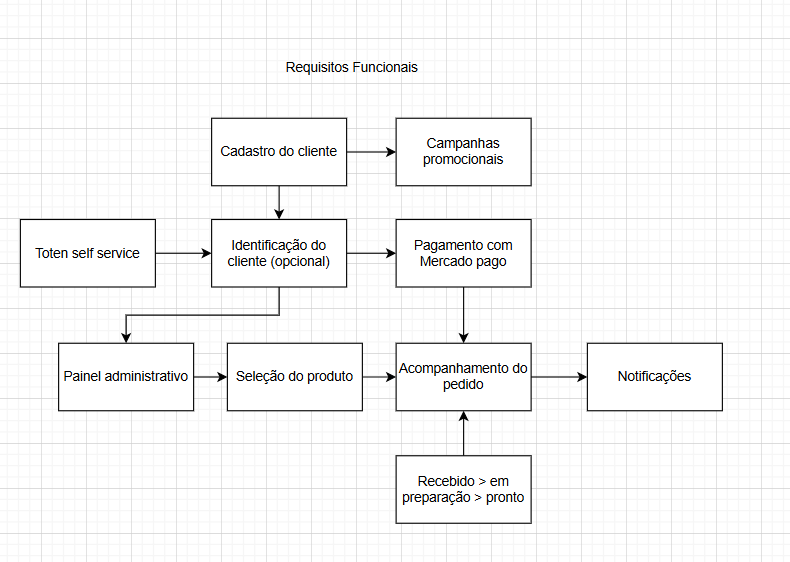 Requisitos Funcionais
Cadastro do cliente
Campanhas
promocionais
Toten self service
Identificação do
cliente (opcional)
Pagamento com
Mercado pago
Painel administrativo
Seleção do produto
Acompanhamento do
pedido
Notificações
Recebido > em
preparação > pronto